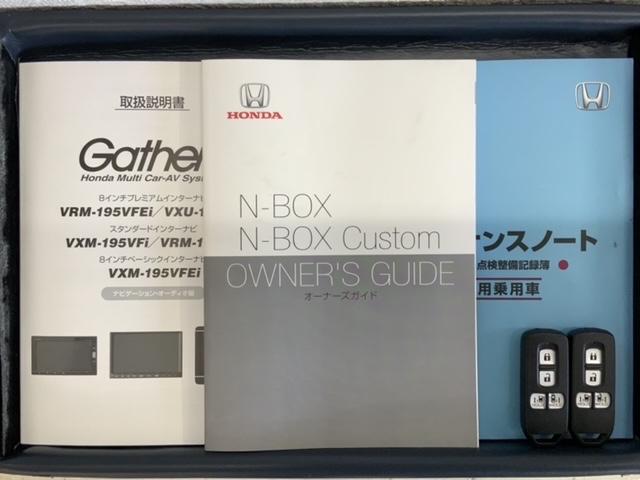 取扱説明書
Gather
Honda Multi Car-AV Sys
8インチプレミアムインターナビ
VRM-195VFEi/VXU-1
スタンダードインターナビ
VXM-195VFi/VRM-1
8インチベーシックインターナビ
VXM-195VFEi
ナビゲーション・オーディオ編
HONDA
N-BOX
N-BOX Custom
OWNER'S GUIDE
オーナーズガイド
ナンスノート
点検整備記録簿
用乗用車